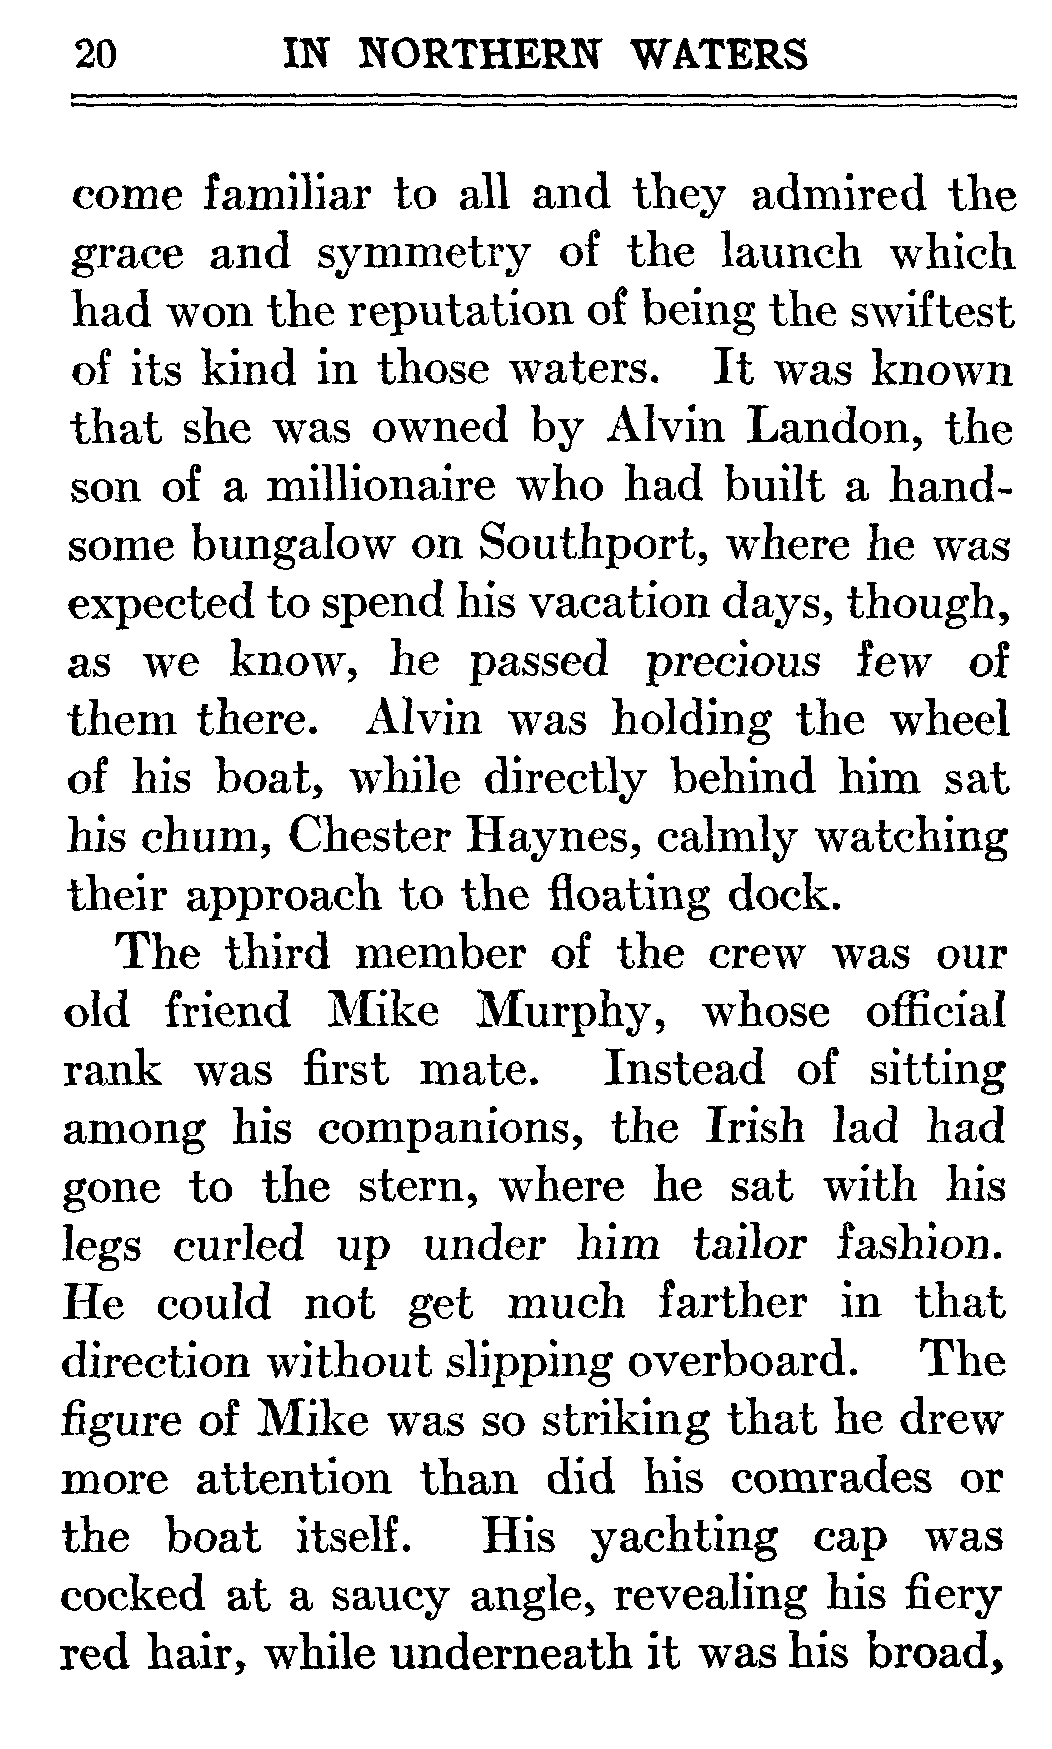 20 IN NORTHERN WATERS
come familiar to all and they admired the
grace and symmetry of the launch which
had won the reputation of being the swiftest
of its kind in those waters. It was known
that she was owned by Alvin Landon, the
son of a millionaire who had built a hand-
some bungalow on Southport, where he was
expected to spend his vacation days, though,
as we know, he passed precious few of
them there. Alvin was holding the wheel
of his boat, while directly behind him sat
his chum, Chester Haynes, calmly watching
their approach to the floating dock.
The third member of the crew was our
old friend Mike Murphy, whose official
rank was first mate. Instead of sitting
among his companions, the Irish lad had
gone to the stern, where he sat with his
legs curled up under him tailor fashion.
He could not get much farther in that
direction without slipping overboard. The
figure of Mike was so striking that he drew
more attention than did his comrades or
the boat itself. His yachting cap was
cocked at a saucy angle, revealing his fiery
red hair, while underneath it was his broad,